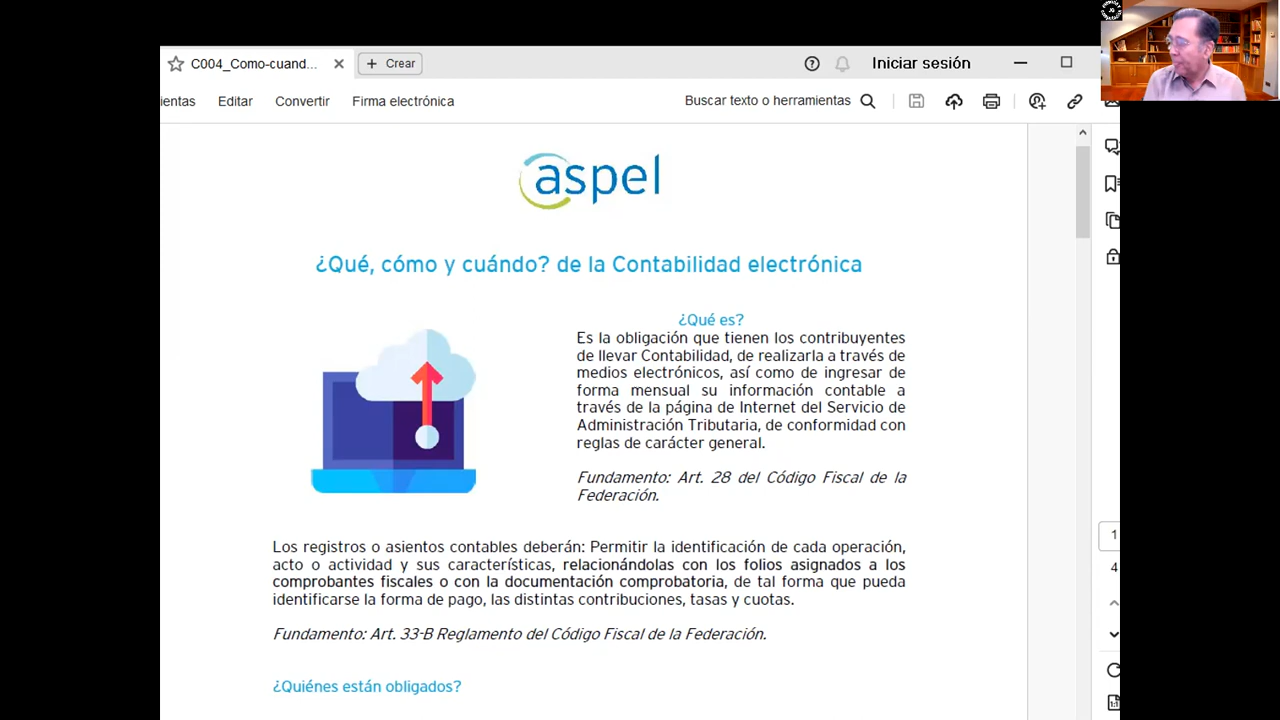 C004_Como-cuand...
Crear
Iniciar sesión
ientas
Editar
Convertir
Firma electrónica
Buscar texto o herramientas
aspel
¿Qué, cómo y cuándo? de la Contabilidad electrónica
¿Qué es?
Es la obligación que tienen los contribuyentes
de llevar Contabilidad, de realizarla a través de
medios electrónicos, así como de ingresar de
forma mensual su información contable a
través de la página de Internet del Servicio de
Administración Tributaria, de conformidad con
reglas de carácter general.
Fundamento: Art. 28 del Código Fiscal de la
Federación.
Los registros o asientos contables deberán: Permitir la identificación de cada operación,
acto o actividad y sus características, relacionándolas con los folios asignados a los
comprobantes fiscales o con la documentación comprobatoria, de tal forma que pueda
identificarse la forma de pago, las distintas contribuciones, tasas y cuotas.
Fundamento: Art. 33-B Reglamento del Código Fiscal de la Federación.
¿Quiénes están obligados?
1
4